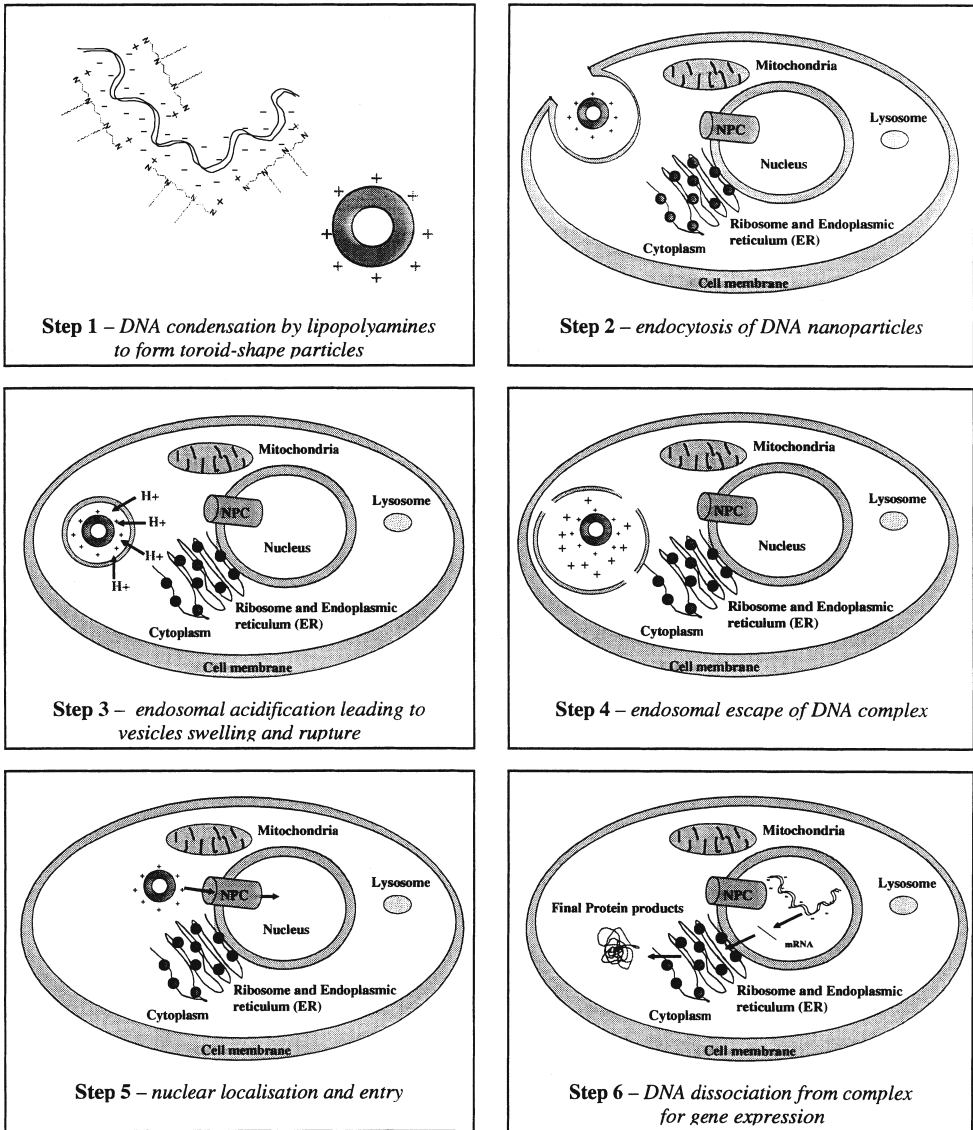 N + N + N
N + N + N
Step 1 – DNA condensation by lipopolyamines
to form toroid-shape particles
Mitochondria
Lysosome
NPC
Nucleus
Ribosome and Endoplasmic
reticulum (ER)
Cytoplasm
Cell membrane
Step 2 – endocytosis of DNA nanoparticles
Mitochondria
Lysosome
H+
H+
H+
H+
NPC
Nucleus
Ribosome and Endoplasmic
reticulum (ER)
Cytoplasm
Cell membrane
Step 3 – endosomal acidification leading to
vesicles swelling and rupture
Mitochondria
Lysosome
NPC
Nucleus
Ribosome and Endoplasmic
reticulum (ER)
Cytoplasm
Cell membrane
Step 4 – endosomal escape of DNA complex
Mitochondria
Lysosome
NPC
Nucleus
Ribosome and Endoplasmic
reticulum (ER)
Cytoplasm
Cell membrane
Step 5 – nuclear localisation and entry
Mitochondria
Lysosome
NPC
Final Protein products
mRNA
Ribosome and Endoplasmic
reticulum (ER)
Cytoplasm
Cell membrane
Step 6 – DNA dissociation from complex
for gene expression